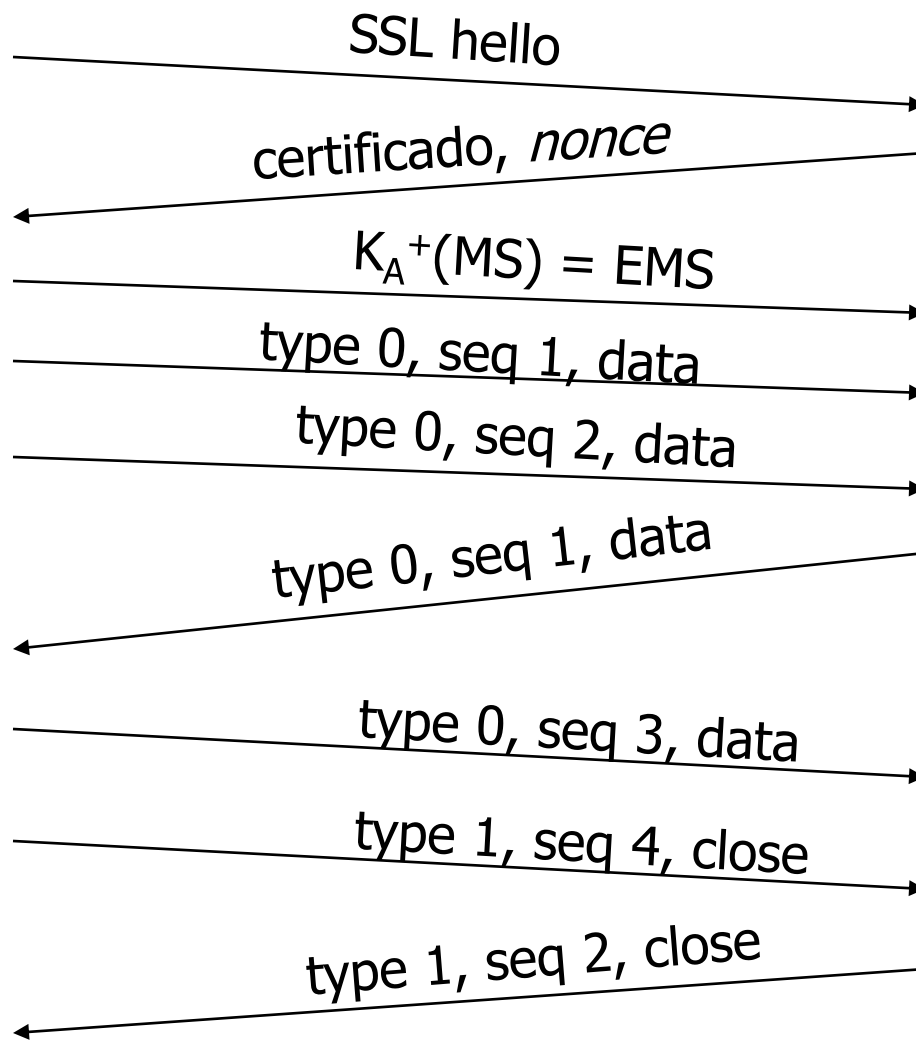 SSL hello
certificado, nonce
K_A^+(MS) = EMS
type 0, seq 1, data
type 0, seq 2, data
type 0, seq 1, data
type 0, seq 3, data
type 1, seq 4, close
type 1, seq 2, close